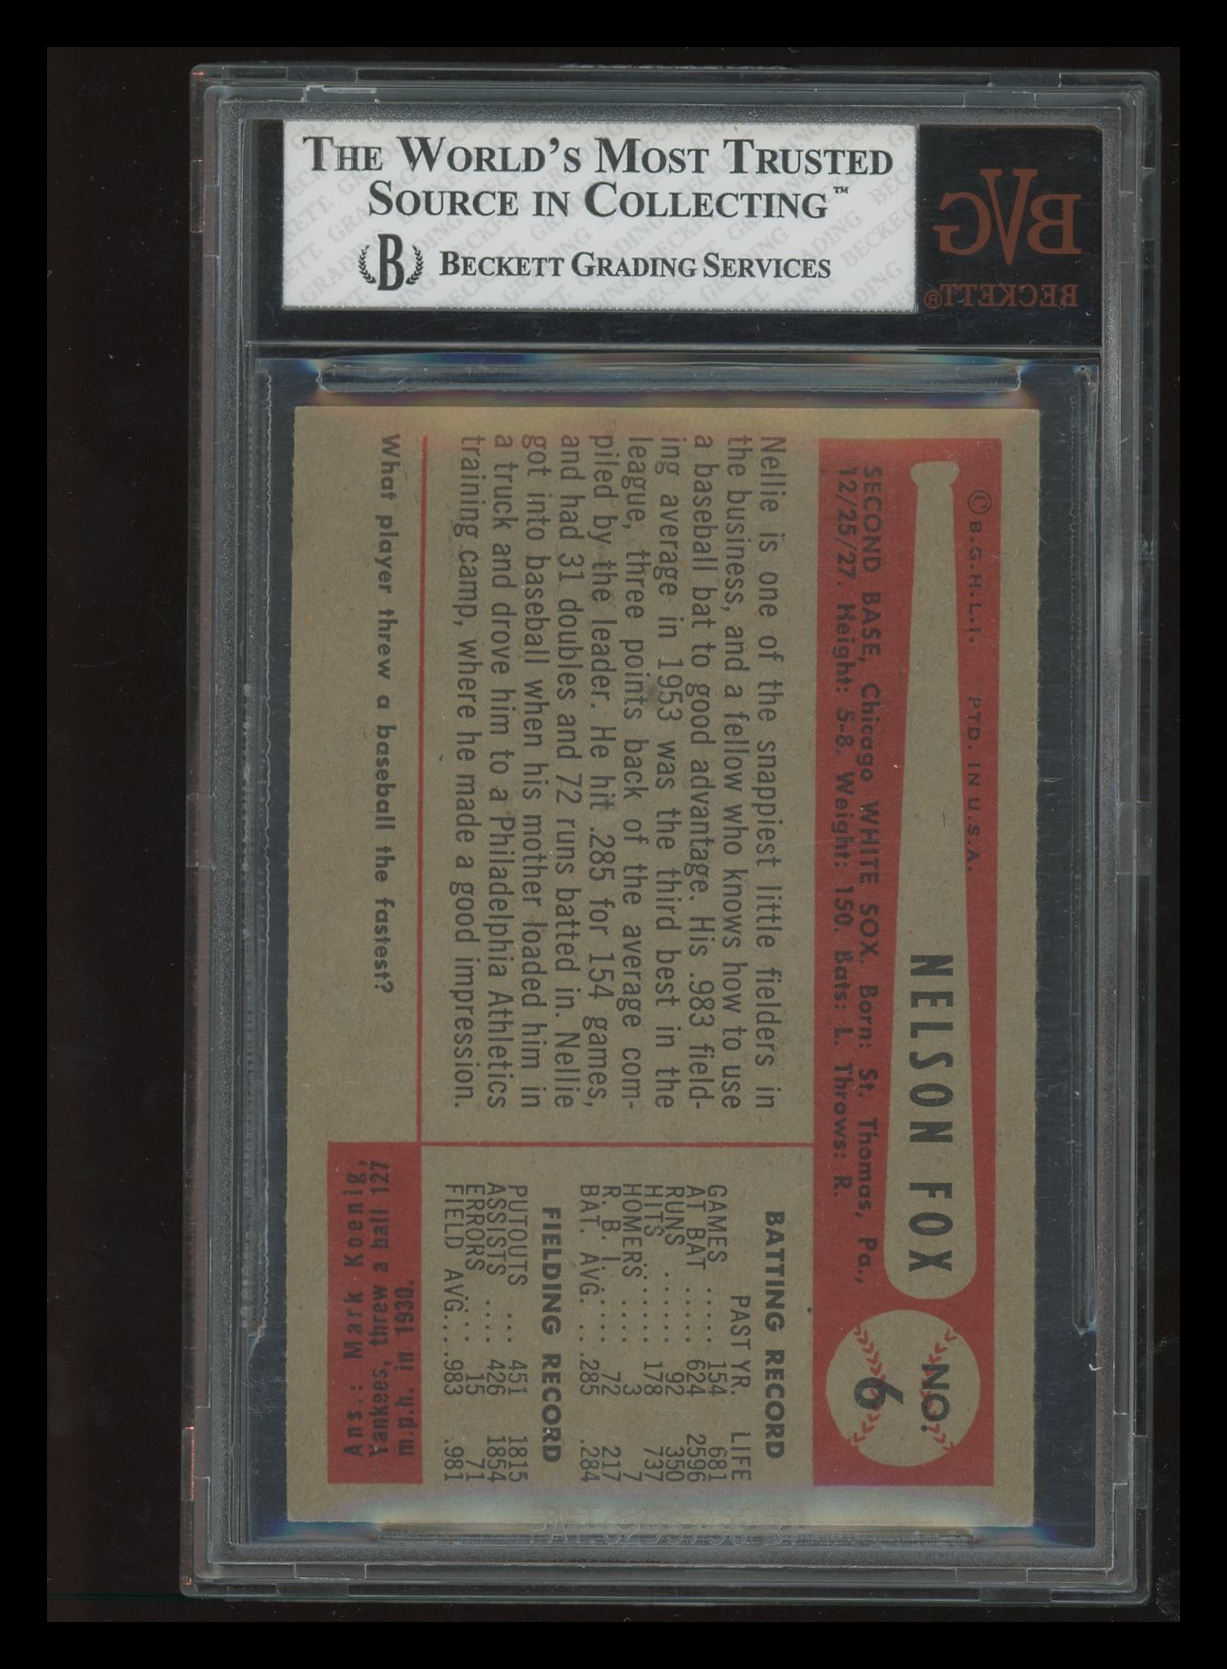 THE WORLD'S MOST TRUSTED
SOURCE IN COLLECTING™
B BECKETT GRADING SERVICES
BVG
BECKETT®
© B.G.H.L.I. PTD. IN U.S.A.
NELSON FOX
NO.
6
SECOND BASE, Chicago WHITE SOX. Born: St. Thomas, Pa.,
12/25/27. Height: 5-8. Weight: 150. Bats: L. Throws: R.
Nellie is one of the snappiest little fielders in
the business, and a fellow who knows how to use
a baseball bat to good advantage. His .983 field-
ing average in 1953 was the third best in the
league, three points back of the average com-
piled by the leader. He hit .285 for 154 games,
and had 31 doubles and 72 runs batted in. Nellie
got into baseball when his mother loaded him in
a truck and drove him to a Philadelphia Athletics
training camp, where he made a good impression.
BATTING RECORD
PAST YR. LIFE
GAMES ..... 154 681
AT BAT ..... 624 2596
RUNS ...... 92 350
HITS ...... 178 737
HOMERS ..... 3 7
R. B. I. ..... 72 217
BAT. AVG. ... .285 .284
FIELDING RECORD
PUTOUTS ... 451 1815
ASSISTS .... 426 1854
ERRORS .... 15 71
FIELD AVG.... .983 .981
What player threw a baseball the fastest?
Ans.: Mark Koenig,
Yankees, threw a ball 127
m.p.h. in 1930.